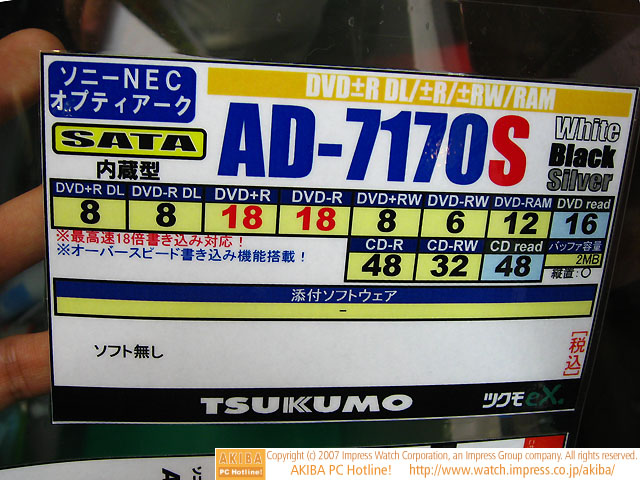 ソニーNEC
オプティアーク
DVD±R DL/±R/±RW/RAM
SATA
内蔵型
AD-7170S
White
Black
Silver
DVD+R DL DVD-R DL DVD+R DVD-R DVD+RW DVD-RW DVD-RAM DVD read
8 8 18 18 8 6 12 16
※最高速18倍書き込み対応！
※オーバースピード書き込み機能搭載！
CD-R CD-RW CD read バッファ容量
48 32 48 2MB
縦置:○
添付ソフトウェア
-
ソフト無し
[税込]
TSUKUMO
ツクモeX.
AKIBA
PC Hotline!
Copyright (c) 2007 Impress Watch Corporation, an Impress Group company. All rights reserved.
AKIBA PC Hotline! http://www.watch.impress.co.jp/akiba/